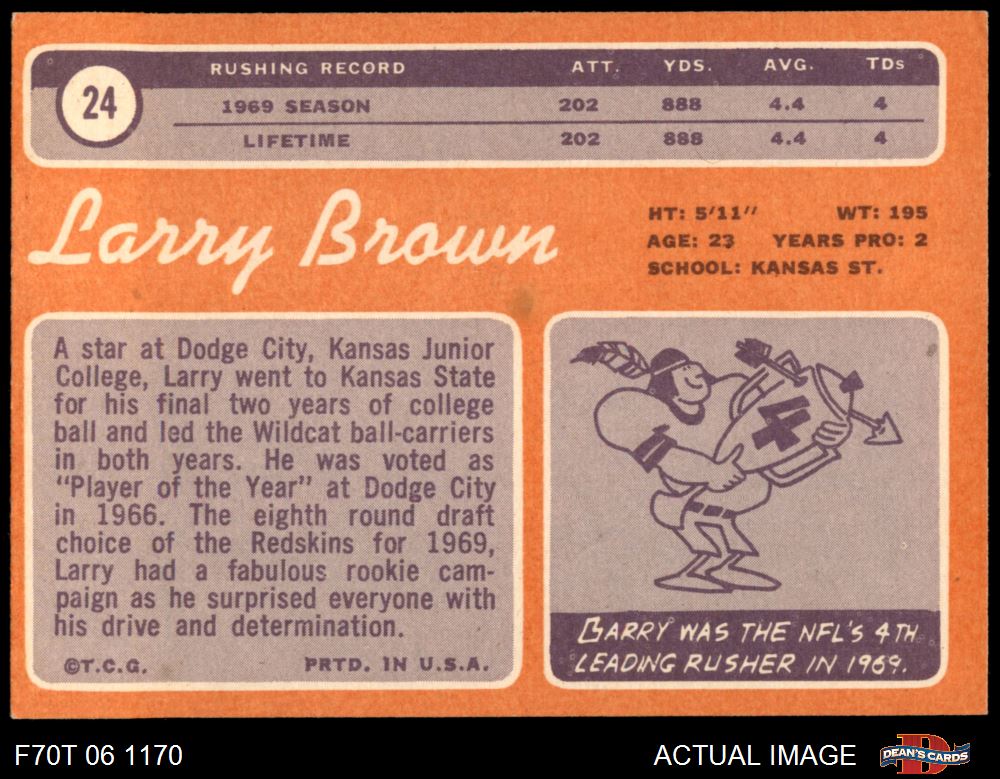 24
RUSHING RECORD ATT. YDS. AVG. TDs
1969 SEASON 202 888 4.4 4
LIFETIME 202 888 4.4 4
Larry Brown
HT: 5'11" WT: 195
AGE: 23 YEARS PRO: 2
SCHOOL: KANSAS ST.
A star at Dodge City, Kansas Junior
College, Larry went to Kansas State
for his final two years of college
ball and led the Wildcat ball-carriers
in both years. He was voted as
"Player of the Year" at Dodge City
in 1966. The eighth round draft
choice of the Redskins for 1969,
Larry had a fabulous rookie cam-
paign as he surprised everyone with
his drive and determination.
©T.C.G. PRTD. IN U.S.A.
4
LARRY WAS THE NFL'S 4TH
LEADING RUSHER IN 1969.
F70T 06 1170 ACTUAL IMAGE
D
DEAN'S CARDS